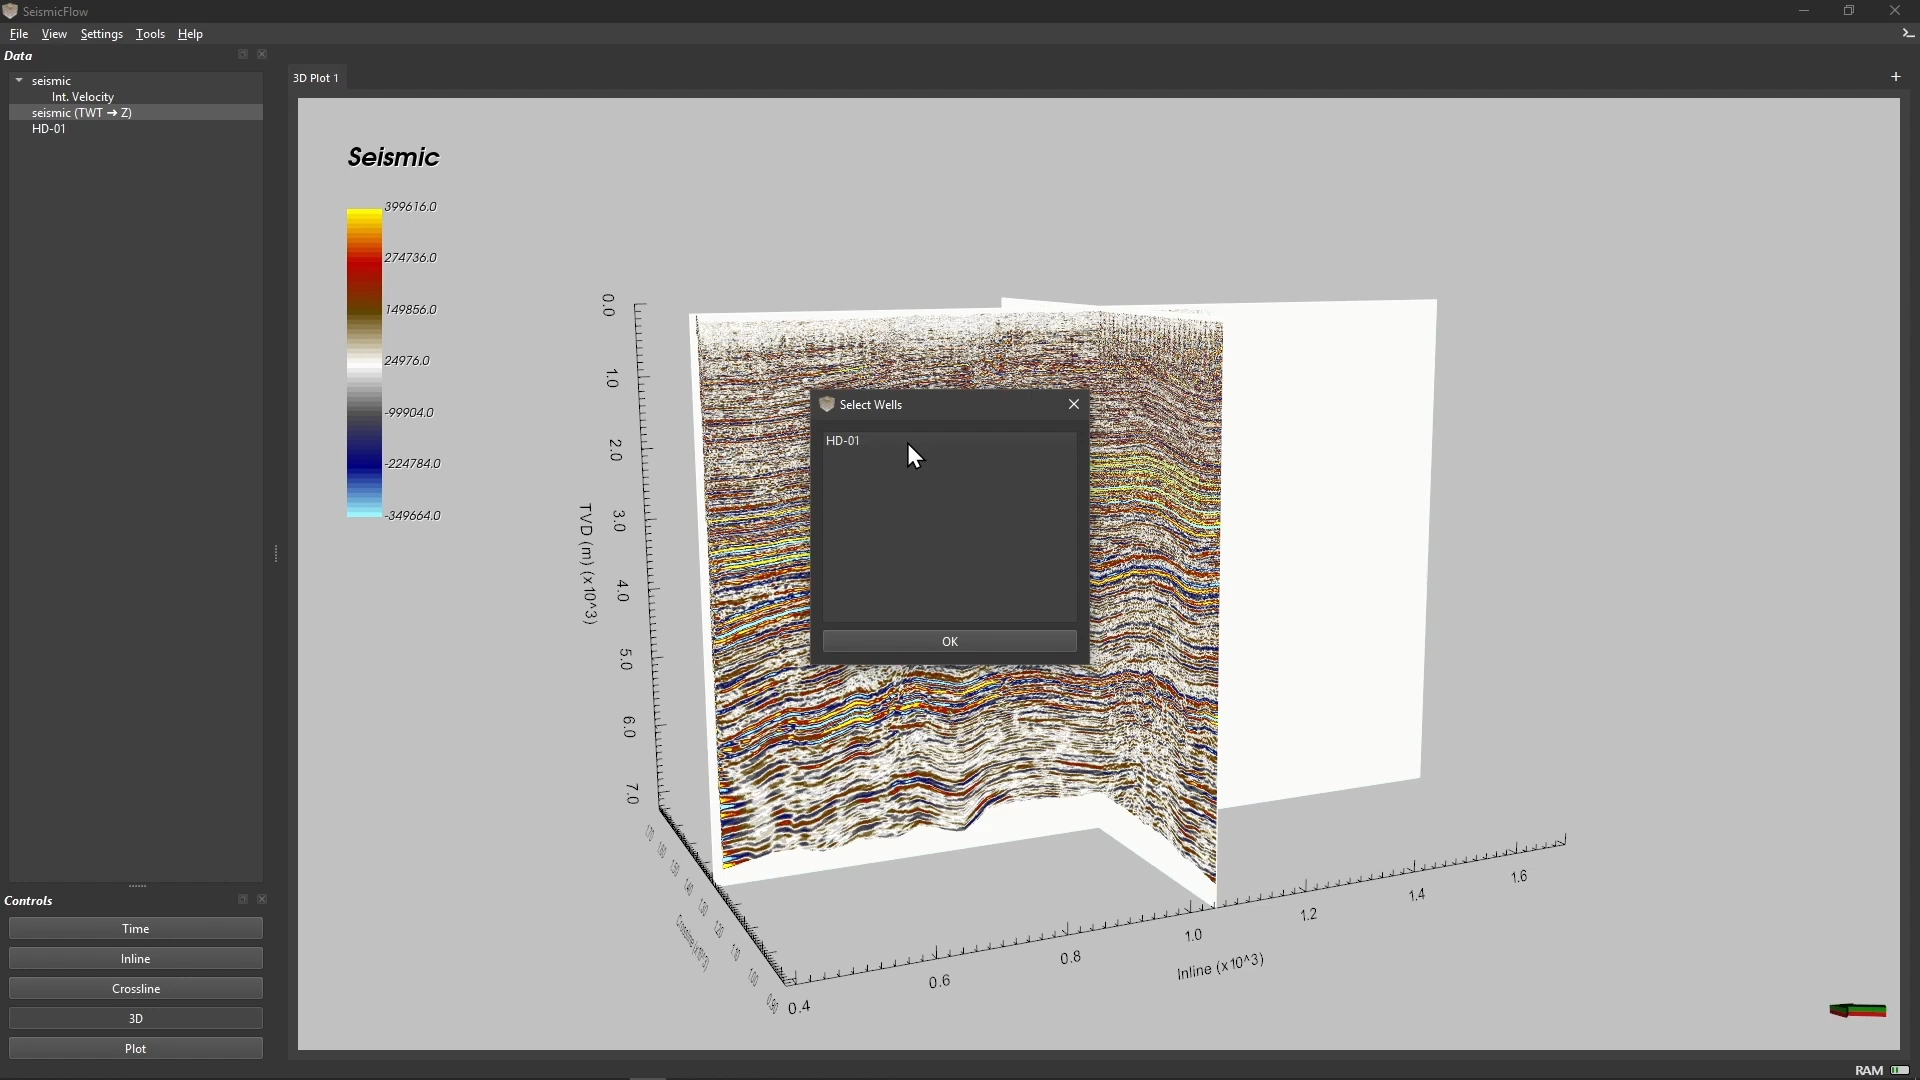 SeismicFlow
File View Settings Tools Help
Data
seismic
Int. Velocity
seismic (TWT ➔ Z)
HD-01
3D Plot 1
Seismic
399616.0
274736.0
149856.0
24976.0
-99904.0
-224784.0
-349664.0
0.0
1.0
2.0
3.0
4.0
5.0
6.0
7.0
TVD (m) (x10^3)
Select Wells
HD-01
OK
0.4
0.6
0.8
1.0
1.2
1.4
1.6
Inline (x10^3)
Controls
Time
Inline
Crossline
3D
Plot
RAM